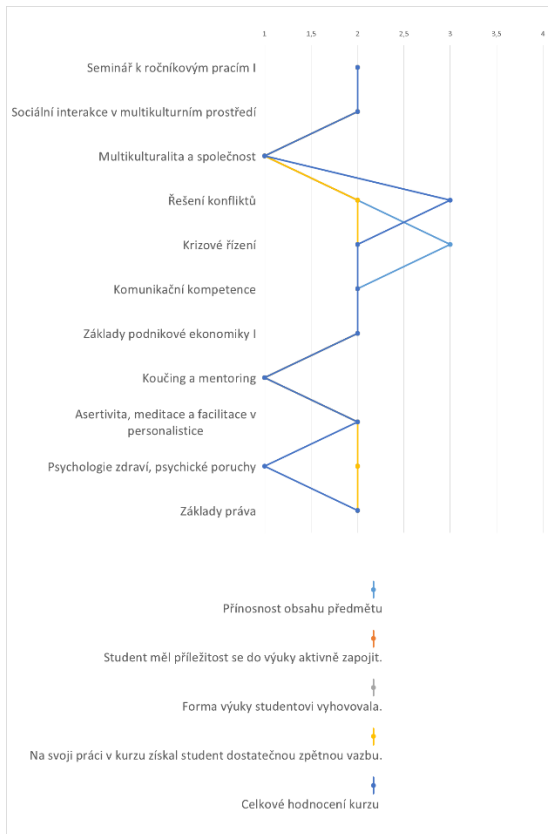 1 1,5 2 2,5 3 3,5 4
Seminář k ročníkovým pracím I
Sociální interakce v multikulturním prostředí
Multikulturalita a společnost
Řešení konfliktů
Krizové řízení
Komunikační kompetence
Základy podnikové ekonomiky I
Koučing a mentoring
Asertivita, meditace a facilitace v
personalistice
Psychologie zdraví, psychické poruchy
Základy práva
Přínosnost obsahu předmětu
Student měl příležitost se do výuky aktivně zapojit.
Forma výuky studentovi vyhovovala.
Na svoji práci v kurzu získal student dostatečnou zpětnou vazbu.
Celkové hodnocení kurzu